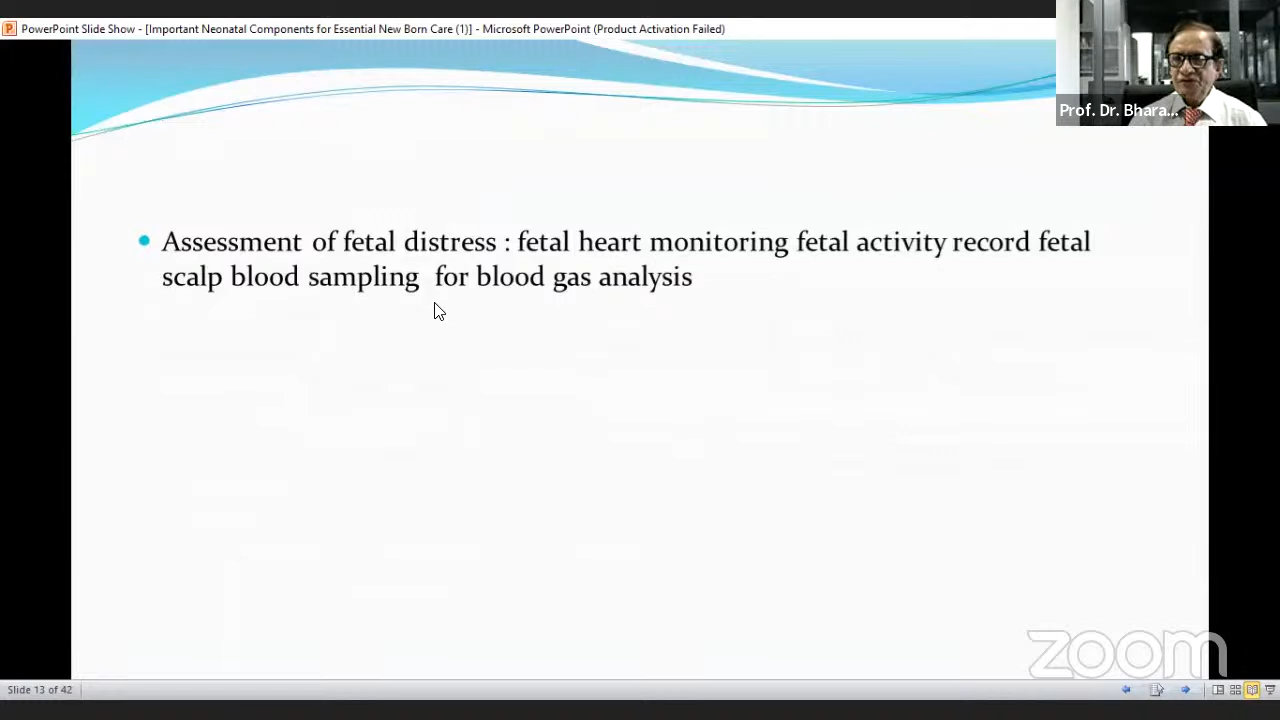 PowerPoint Slide Show - [Important Neonatal Components for Essential New Born Care (1)] - Microsoft PowerPoint (Product Activation Failed)
Prof. Dr. Bhara...
Assessment of fetal distress : fetal heart monitoring fetal activity record fetal
scalp blood sampling for blood gas analysis
zoom
Slide 13 of 42